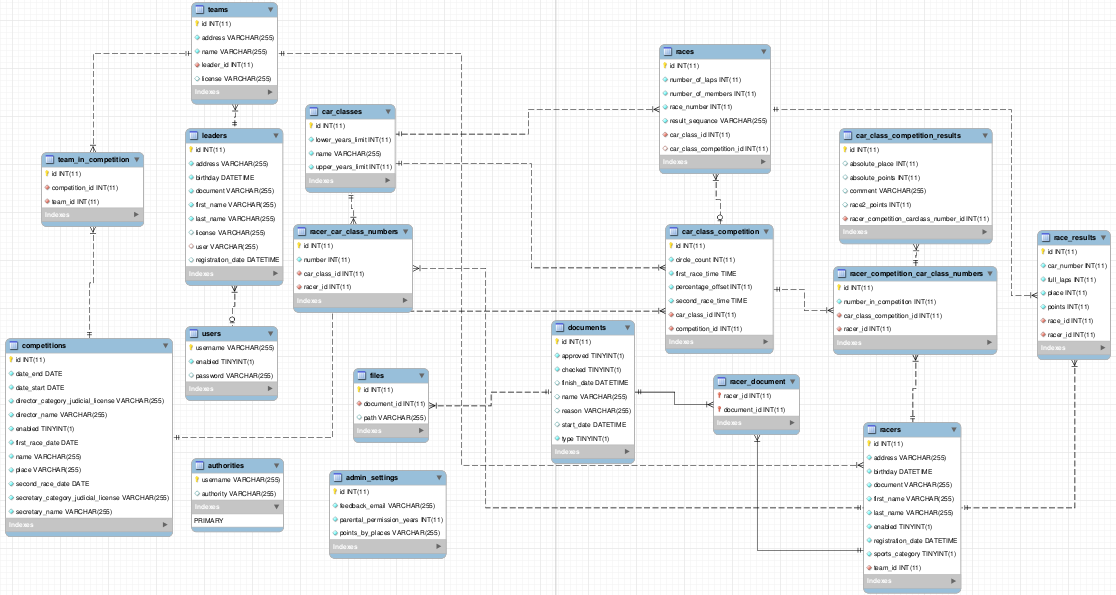 teams
id INT(11)
address VARCHAR(255)
name VARCHAR(255)
leader_id INT(11)
license VARCHAR(255)
Indexes
leaders
id INT(11)
address VARCHAR(255)
birthday DATETIME
document VARCHAR(255)
first_name VARCHAR(255)
last_name VARCHAR(255)
license VARCHAR(255)
user VARCHAR(255)
registration_date DATETIME
Indexes
team_in_competition
id INT(11)
competition_id INT(11)
team_id INT(11)
Indexes
users
username VARCHAR(255)
enabled TINYINT(1)
password VARCHAR(255)
Indexes
competitions
id INT(11)
date_end DATE
date_start DATE
director_category_judicial_license VARCHAR(255)
director_name VARCHAR(255)
enabled TINYINT(1)
first_race_date DATE
name VARCHAR(255)
place VARCHAR(255)
second_race_date DATE
secretary_category_judicial_license VARCHAR(255)
secretary_name VARCHAR(255)
Indexes
authorities
username VARCHAR(255)
authority VARCHAR(255)
Indexes
PRIMARY
car_classes
id INT(11)
lower_years_limit INT(11)
name VARCHAR(255)
upper_years_limit INT(11)
Indexes
racer_car_class_numbers
id INT(11)
number INT(11)
car_class_id INT(11)
racer_id INT(11)
Indexes
files
id INT(11)
document_id INT(11)
path VARCHAR(255)
Indexes
admin_settings
id INT(11)
feedback_email VARCHAR(255)
parental_permission_years INT(11)
points_by_places VARCHAR(255)
Indexes
documents
id INT(11)
approved TINYINT(1)
checked TINYINT(1)
finish_date DATETIME
name VARCHAR(255)
reason VARCHAR(255)
start_date DATETIME
type TINYINT(1)
Indexes
races
id INT(11)
number_of_laps INT(11)
number_of_members INT(11)
race_number INT(11)
result_sequence VARCHAR(255)
car_class_id INT(11)
car_class_competition_id INT(11)
Indexes
car_class_competition
id INT(11)
circle_count INT(11)
first_race_time TIME
percentage_offset INT(11)
second_race_time TIME
car_class_id INT(11)
competition_id INT(11)
Indexes
racer_document
racer_id INT(11)
document_id INT(11)
Indexes
car_class_competition_results
id INT(11)
absolute_place INT(11)
absolute_points INT(11)
comment VARCHAR(255)
race2_points INT(11)
racer_competition_carclass_number_id INT(11)
Indexes
racer_competition_car_class_numbers
id INT(11)
number_in_competition INT(11)
car_class_competition_id INT(11)
racer_id INT(11)
Indexes
race_results
id INT(11)
car_number INT(11)
full_laps INT(11)
place INT(11)
points INT(11)
race_id INT(11)
racer_id INT(11)
Indexes
racers
id INT(11)
address VARCHAR(255)
birthday DATETIME
document VARCHAR(255)
first_name VARCHAR(255)
last_name VARCHAR(255)
enabled TINYINT(1)
registration_date DATETIME
sports_category TINYINT(1)
team_id INT(11)
Indexes